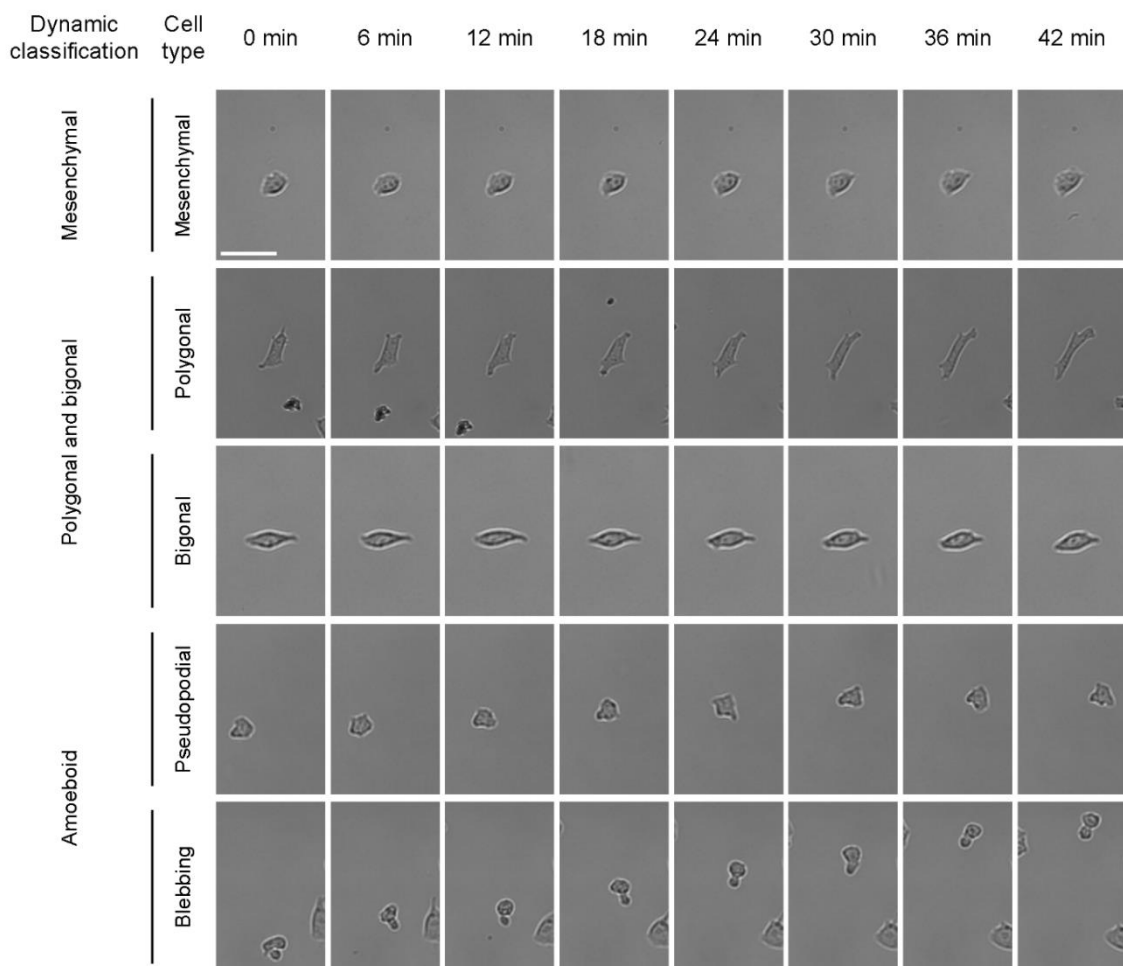 Dynamic
classification
Cell
type
0 min
6 min
12 min
18 min
24 min
30 min
36 min
42 min
Mesenchymal
Mesenchymal
Polygonal and bigonal
Polygonal
Bigonal
Amoeboid
Pseudopodial
Blebbing